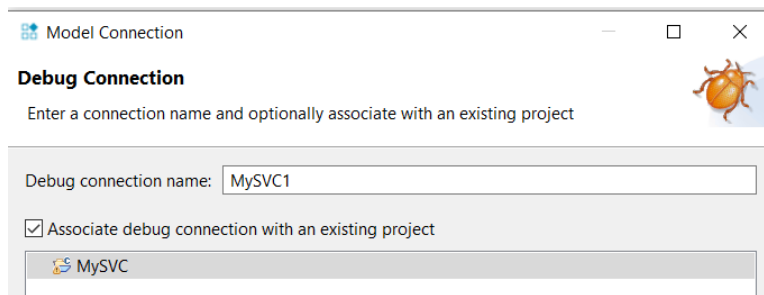 Model Connection
Debug Connection
Enter a connection name and optionally associate with an existing project
Debug connection name: MySVC1
Associate debug connection with an existing project
MySVC